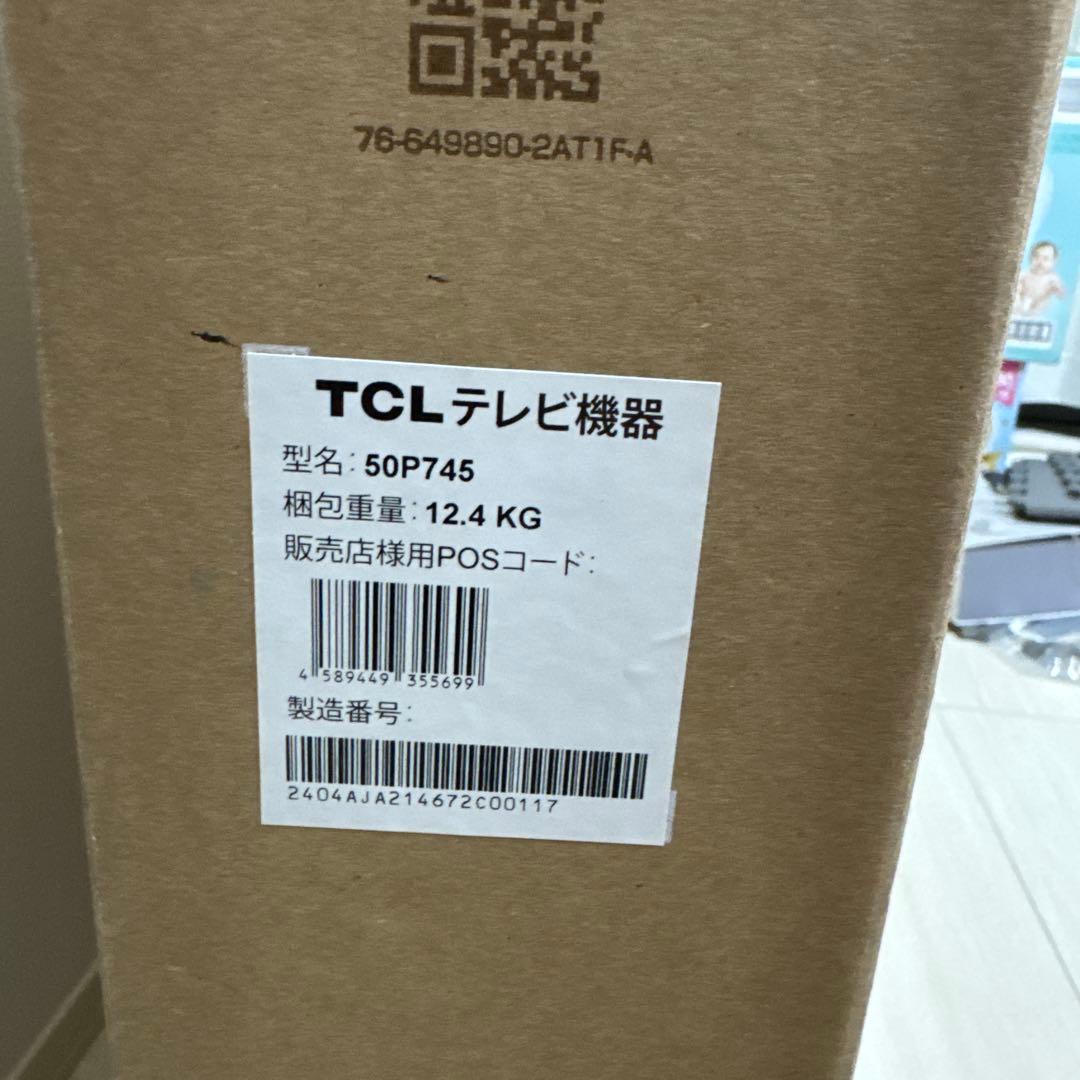 76-649890-2AT1F-A
TCLテレビ機器
型名: 50P745
梱包重量: 12.4 KG
販売店様用POSコード:
4 589449 355699
製造番号:
2404AJA214672C00117